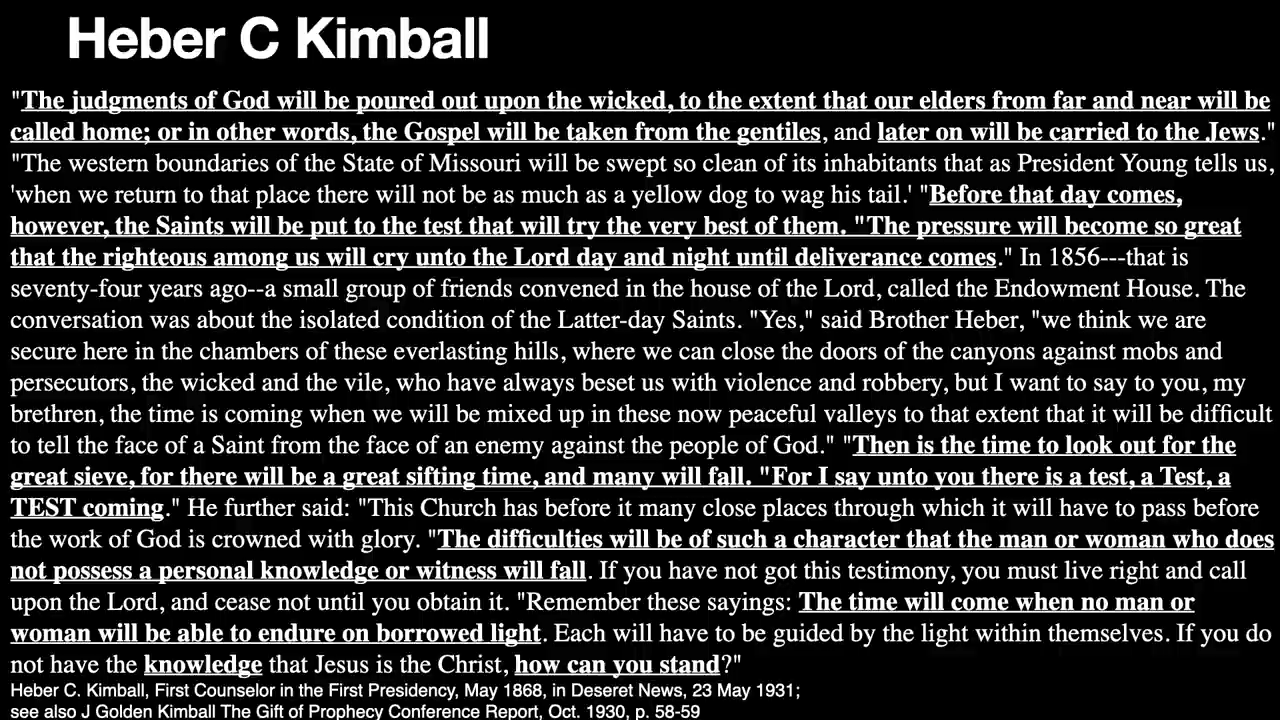 Heber C Kimball
"The judgments of God will be poured out upon the wicked, to the extent that our elders from far and near will be
called home; or in other words, the Gospel will be taken from the gentiles, and later on will be carried to the Jews."
"The western boundaries of the State of Missouri will be swept so clean of its inhabitants that as President Young tells us,
'when we return to that place there will not be as much as a yellow dog to wag his tail.' "Before that day comes,
however, the Saints will be put to the test that will try the very best of them. "The pressure will become so great
that the righteous among us will cry unto the Lord day and night until deliverance comes." In 1856---that is
seventy-four years ago--a small group of friends convened in the house of the Lord, called the Endowment House. The
conversation was about the isolated condition of the Latter-day Saints. "Yes," said Brother Heber, "we think we are
secure here in the chambers of these everlasting hills, where we can close the doors of the canyons against mobs and
persecutors, the wicked and the vile, who have always beset us with violence and robbery, but I want to say to you, my
brethren, the time is coming when we will be mixed up in these now peaceful valleys to that extent that it will be difficult
to tell the face of a Saint from the face of an enemy against the people of God." "Then is the time to look out for the
great sieve, for there will be a great sifting time, and many will fall. "For I say unto you there is a test, a Test, a
TEST coming." He further said: "This Church has before it many close places through which it will have to pass before
the work of God is crowned with glory. "The difficulties will be of such a character that the man or woman who does
not possess a personal knowledge or witness will fall. If you have not got this testimony, you must live right and call
upon the Lord, and cease not until you obtain it. "Remember these sayings: The time will come when no man or
woman will be able to endure on borrowed light. Each will have to be guided by the light within themselves. If you do
not have the knowledge that Jesus is the Christ, how can you stand?"
Heber C. Kimball, First Counselor in the First Presidency, May 1868, in Deseret News, 23 May 1931;
see also J Golden Kimball The Gift of Prophecy Conference Report, Oct. 1930, p. 58-59